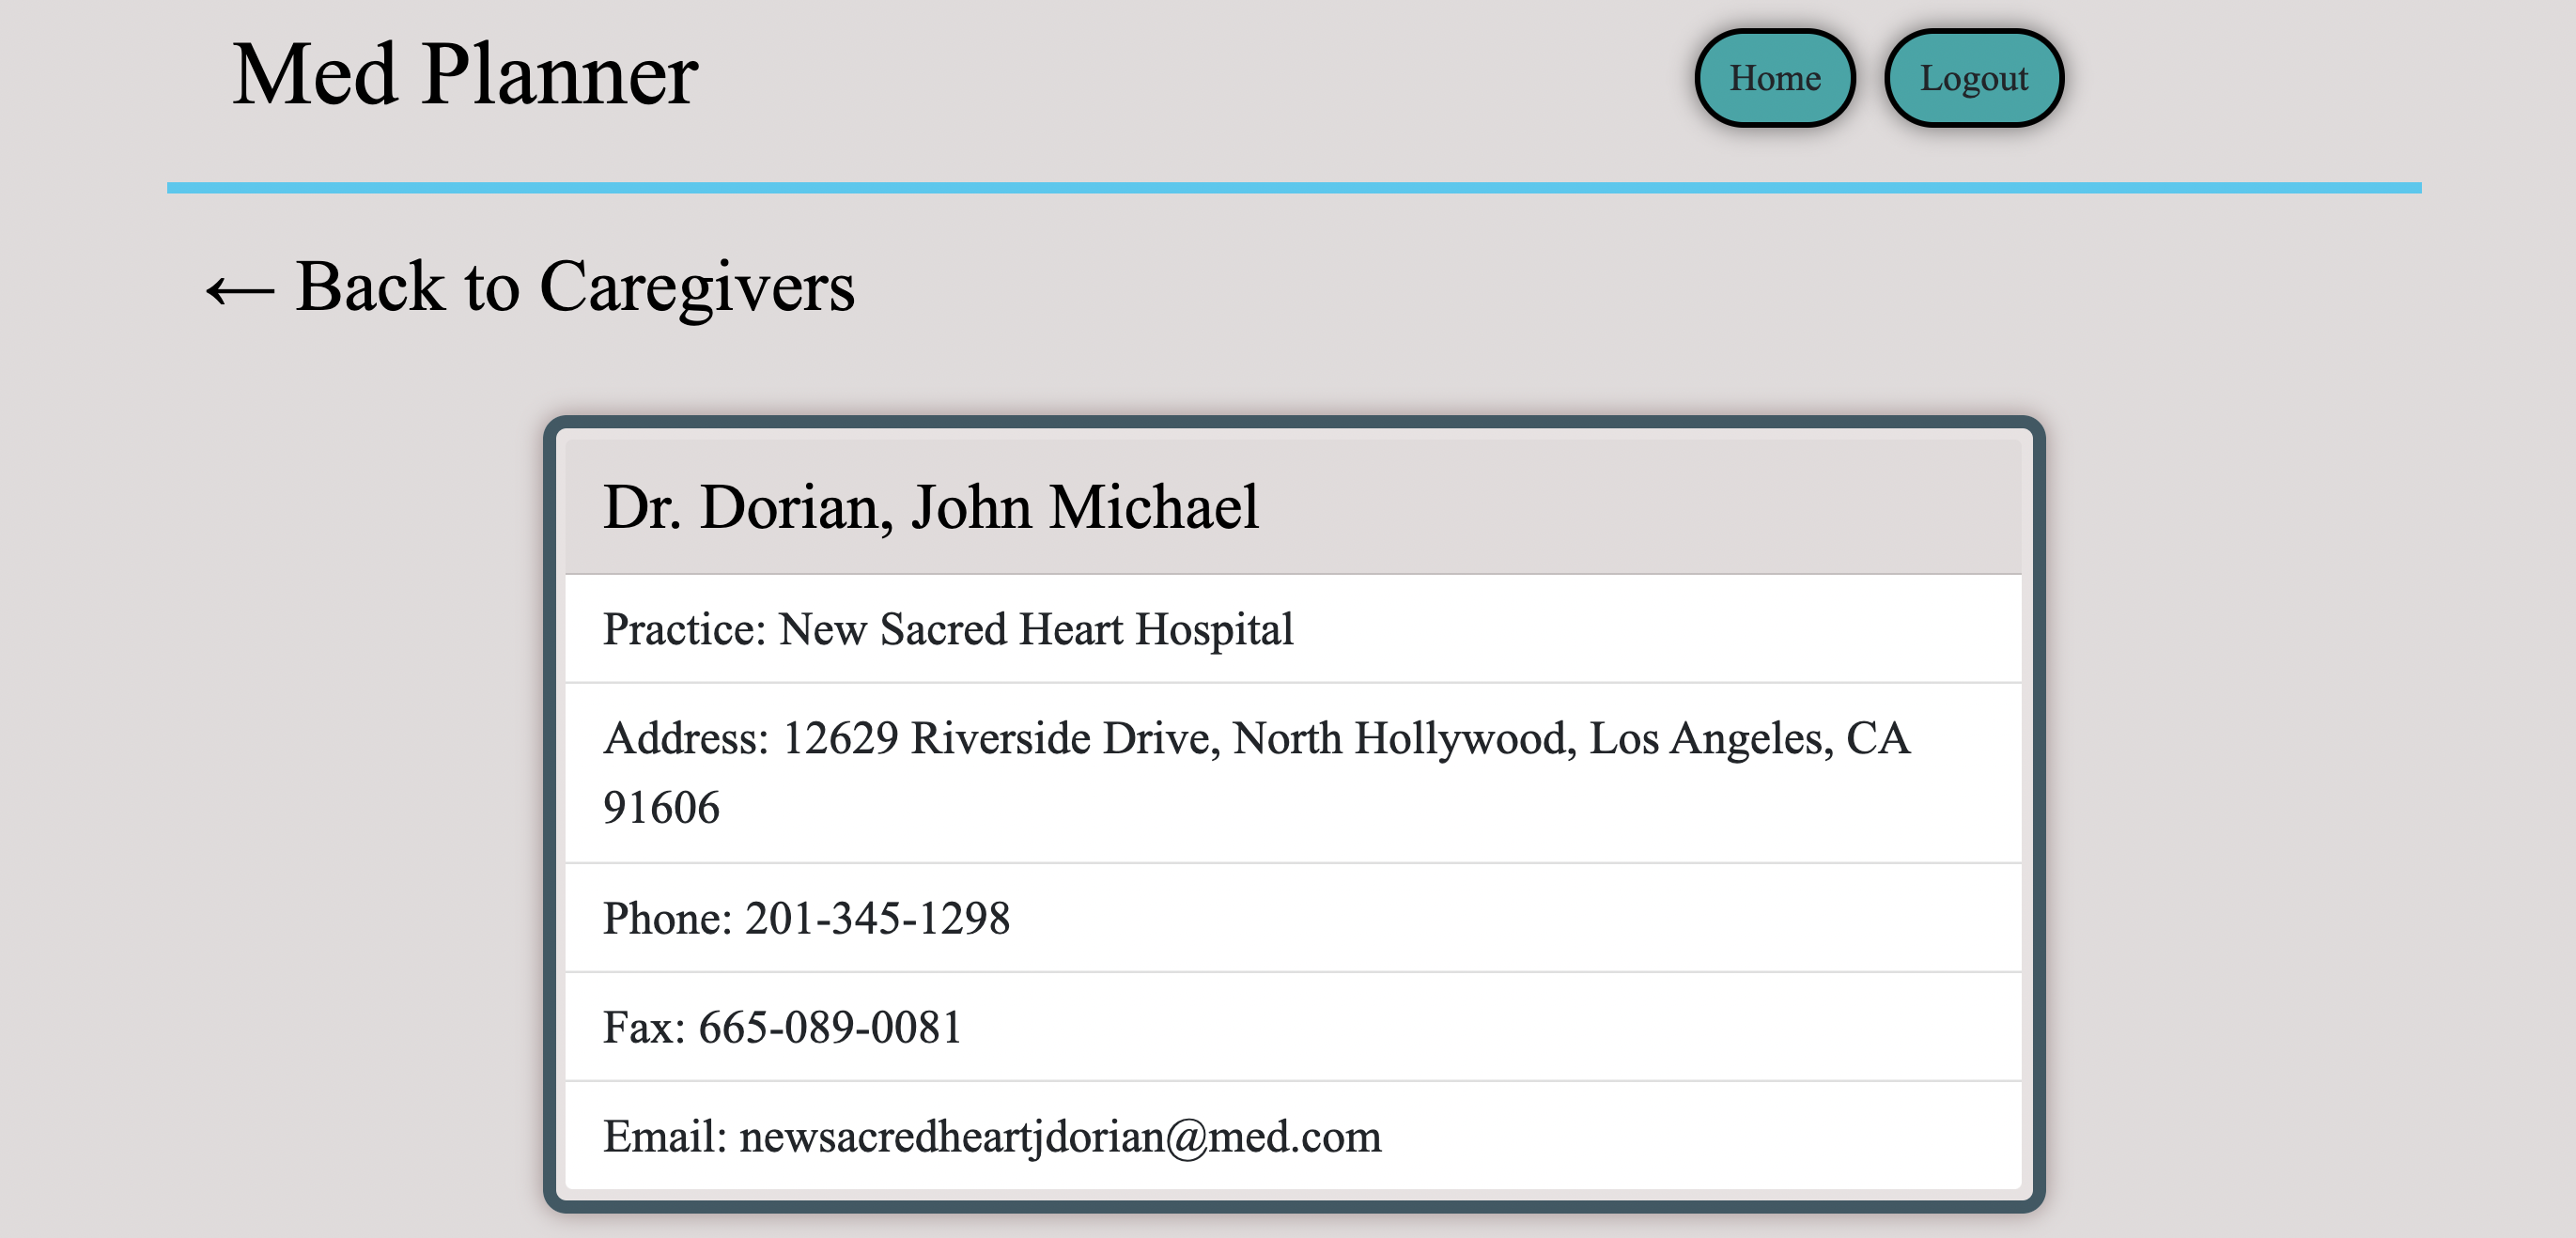 Med Planner
Home
Logout
← Back to Caregivers
Dr. Dorian, John Michael
Practice: New Sacred Heart Hospital
Address: 12629 Riverside Drive, North Hollywood, Los Angeles, CA
91606
Phone: 201-345-1298
Fax: 665-089-0081
Email: newsacredheartjdorian@med.com